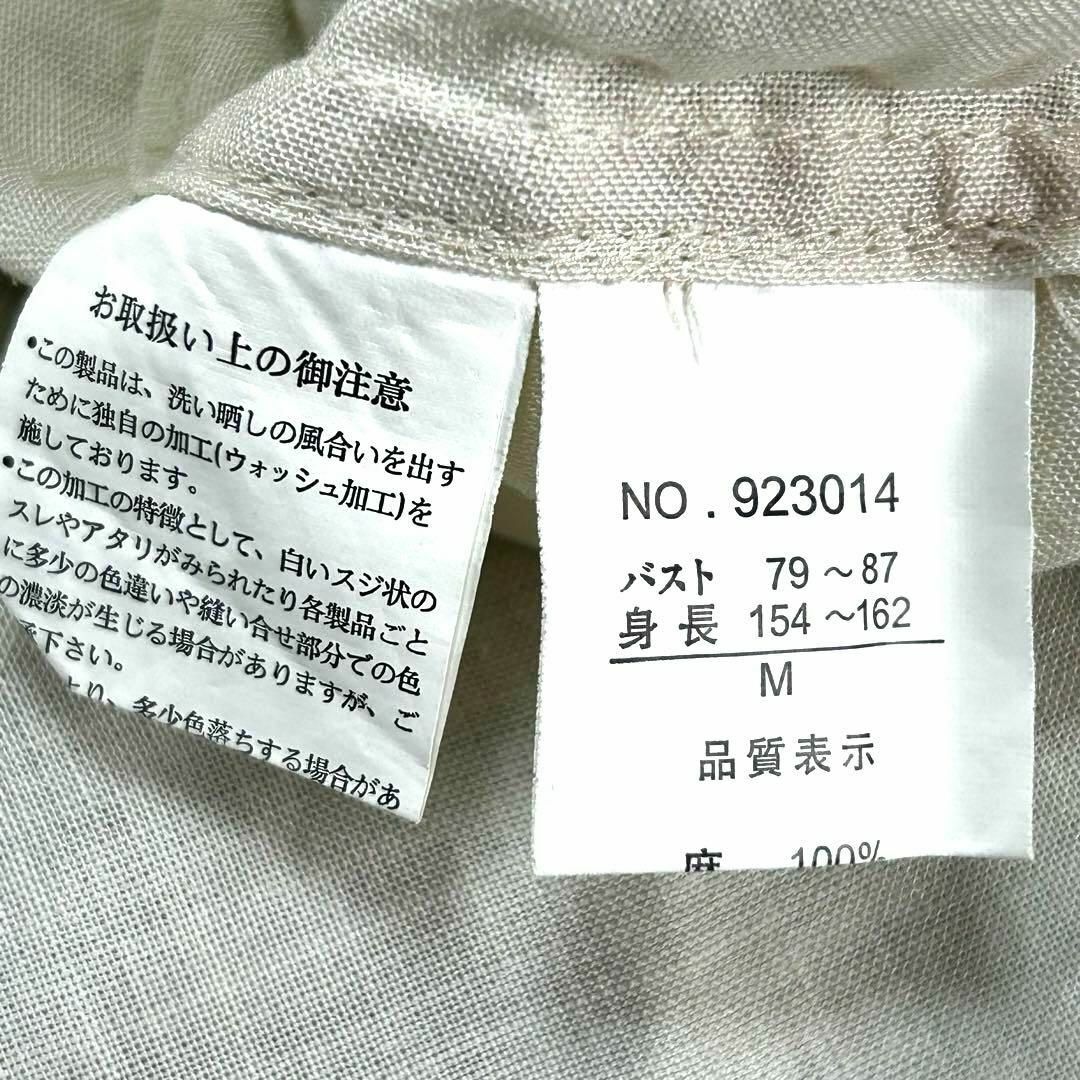 お取扱い上の御注意
•この製品は、洗い晒しの風合いを出す
ために独自の加工(ウォッシュ加工)を
施しております。
•この加工の特徴として、白いスジ状の
スレやアタリがみられたり各製品ごと
に多少の色違いや縫い合せ部分での色
の濃淡が生じる場合がありますが、ご
下さい。
より、多少色落ちする場合があ
NO. 923014
バスト 79~87
身長 154~162
M
品質表示
麻 100%